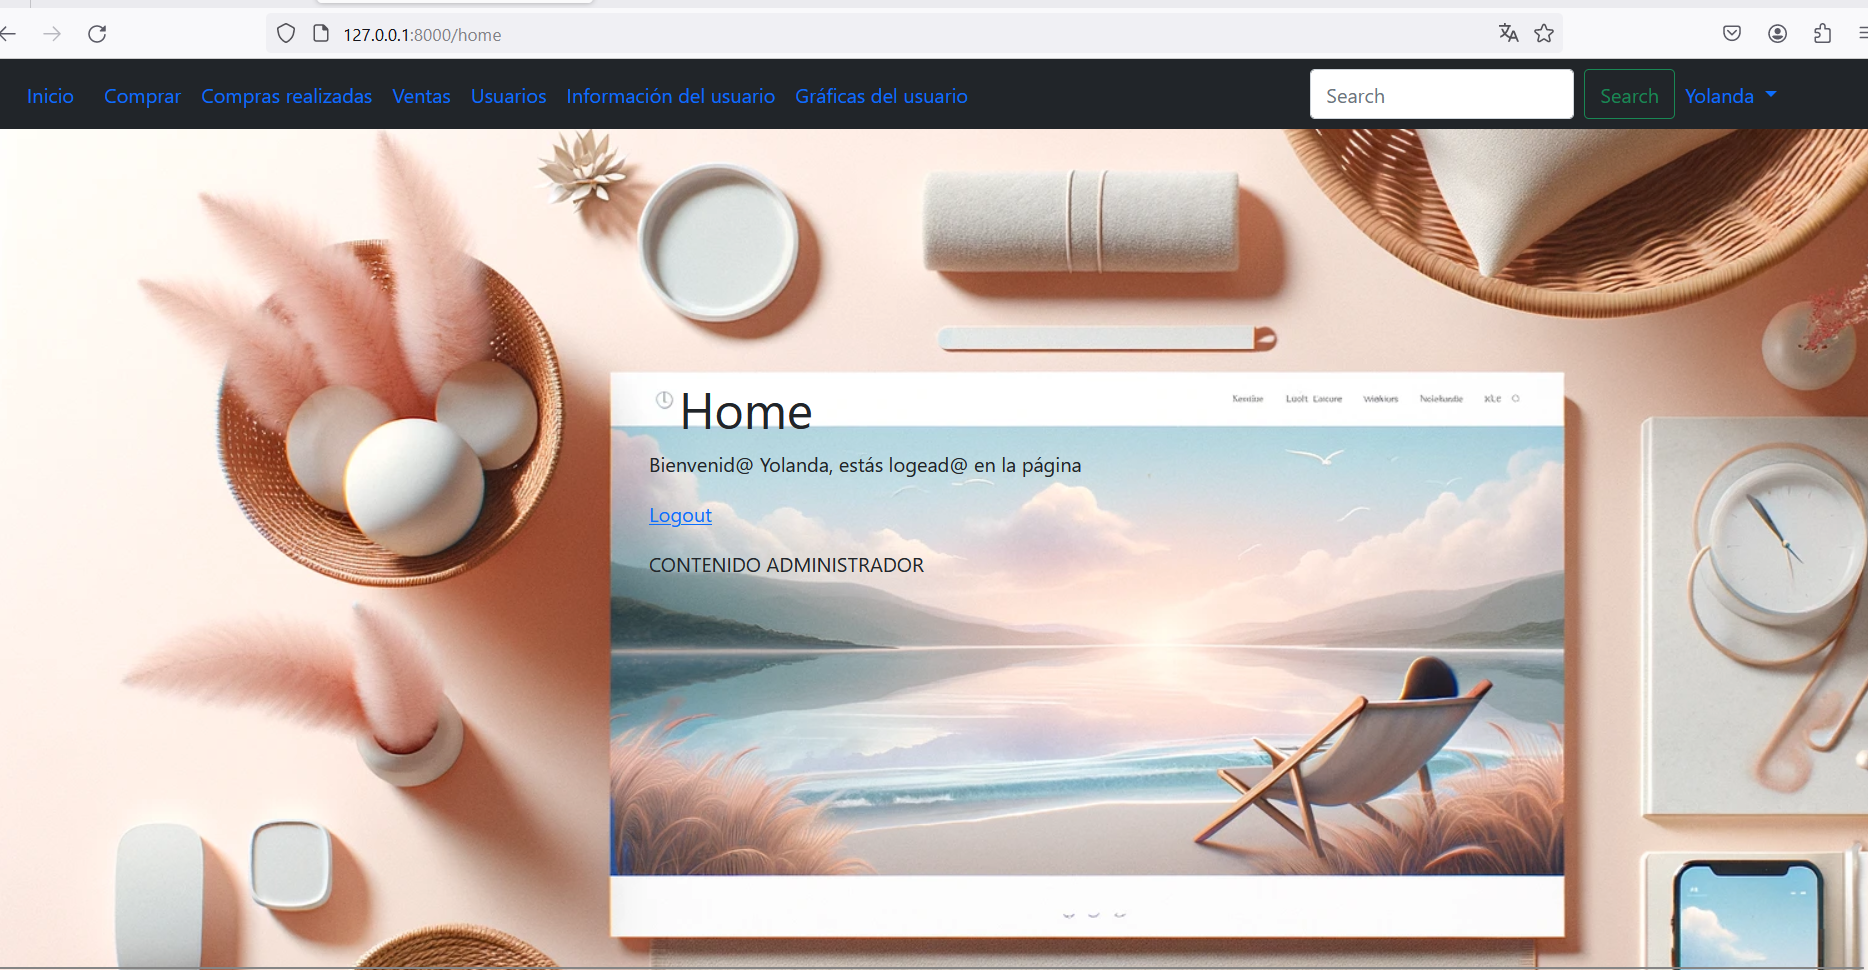 127.0.0.1:8000/home
Inicio Comprar Compras realizadas Ventas Usuarios Información del usuario Gráficas del usuario Search Search Yolanda
Home
Bienvenid@ Yolanda, estás logead@ en la página
Logout
CONTENIDO ADMINISTRADOR